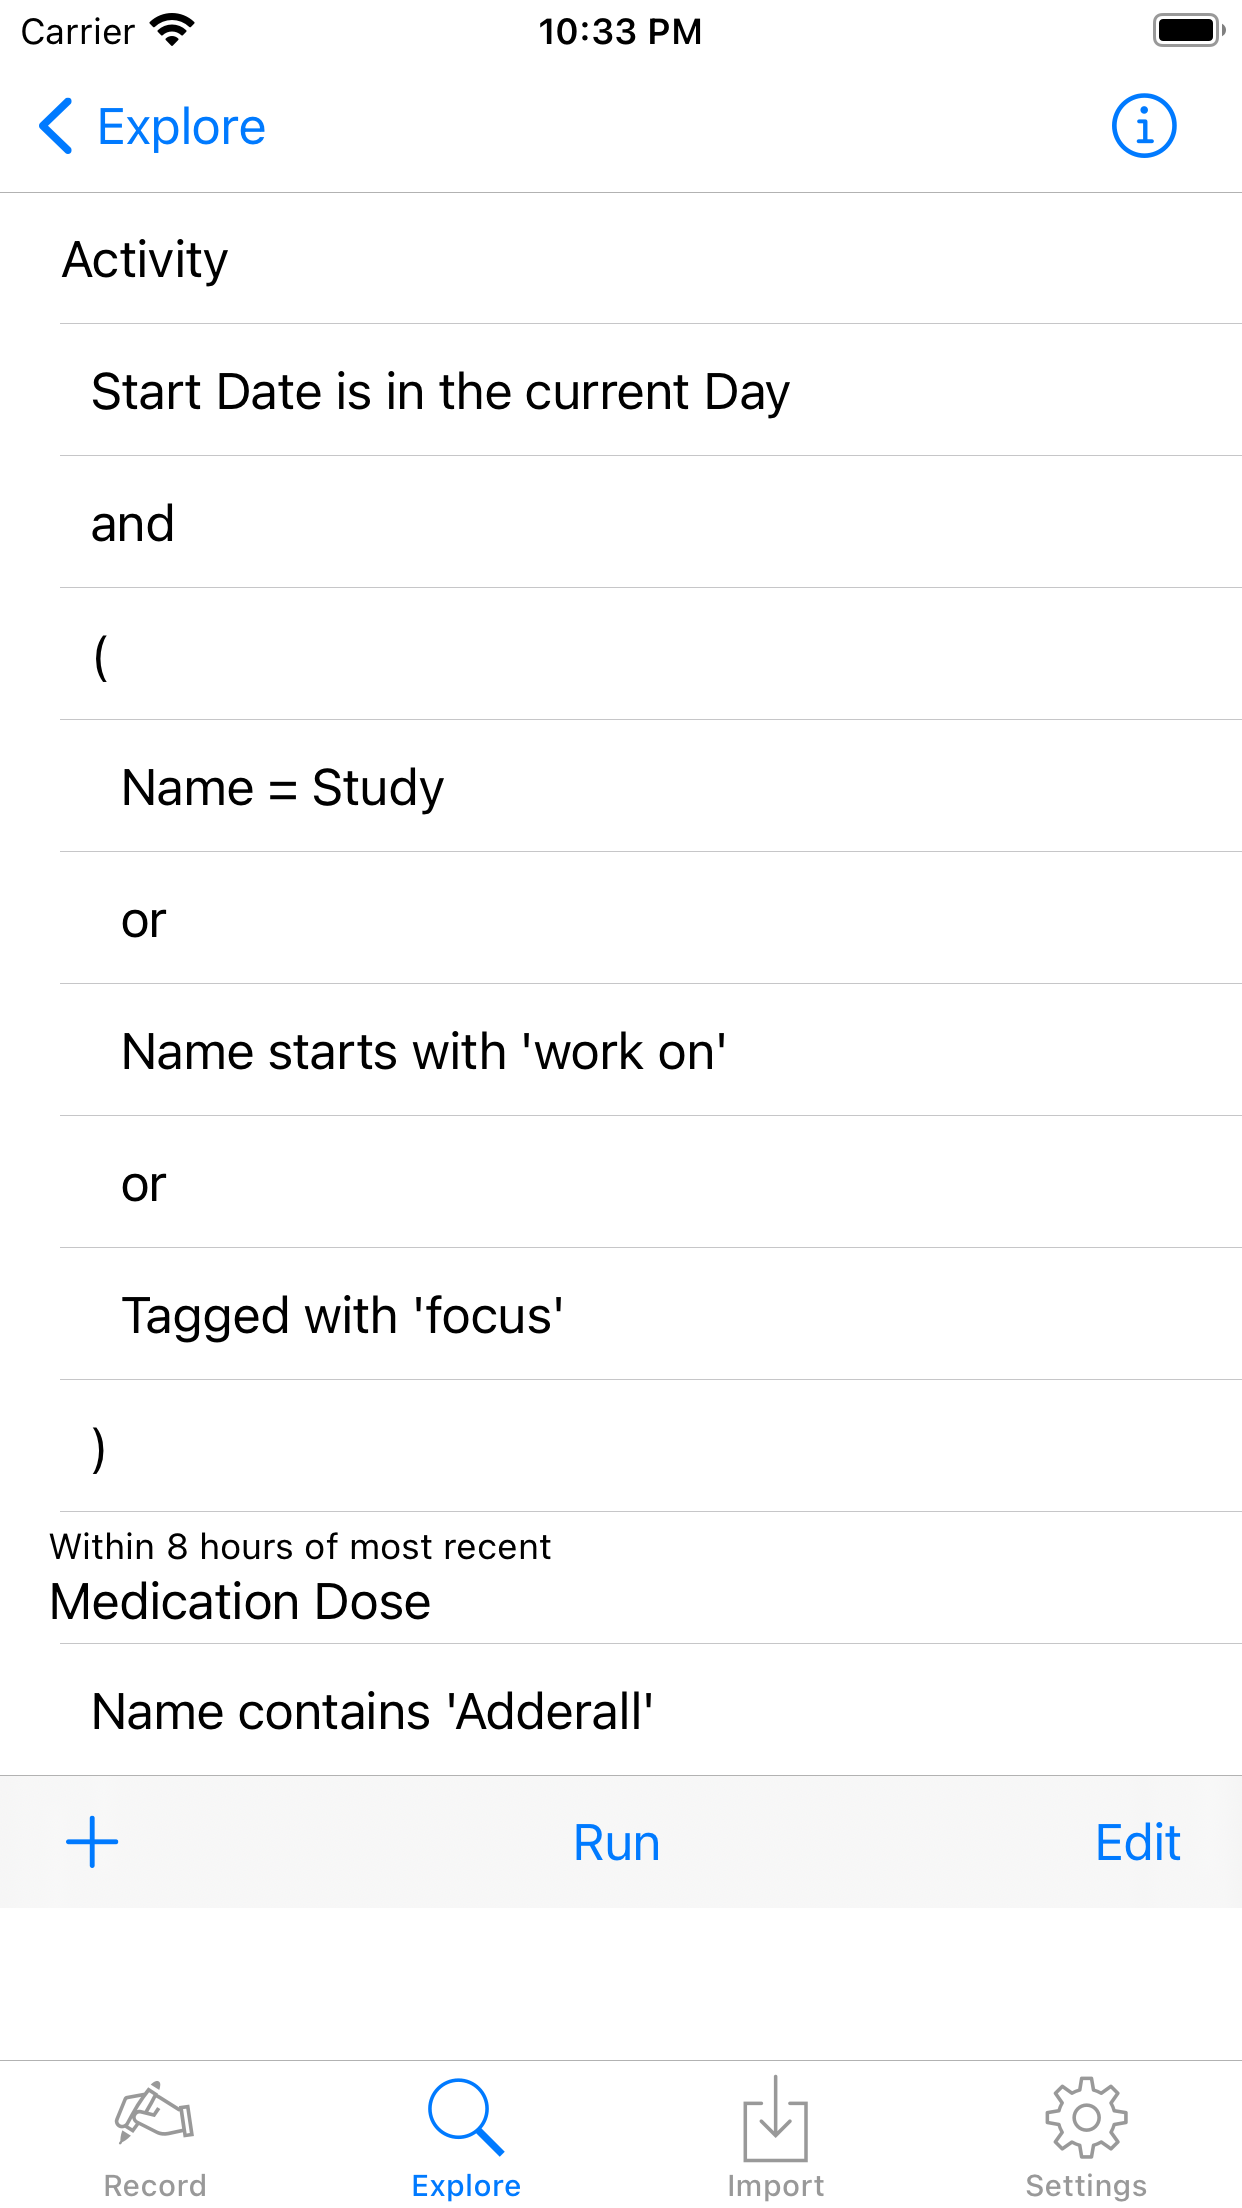 Carrier 10:33 PM
Explore
Activity
Start Date is in the current Day
and
(
Name = Study
or
Name starts with 'work on'
or
Tagged with 'focus'
)
Within 8 hours of most recent
Medication Dose
Name contains 'Adderall'
Run Edit
Record Explore Import Settings